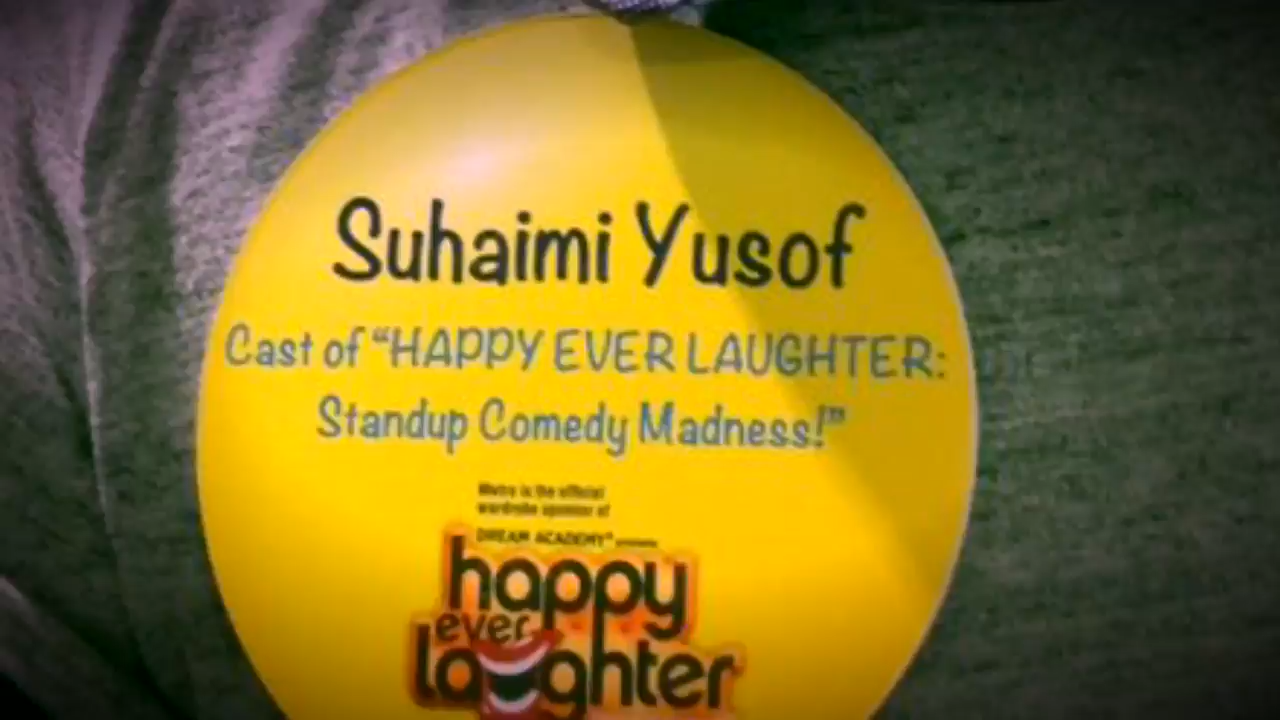 Suhaimi Yusof
Cast of “HAPPY EVER LAUGHTER:
Standup Comedy Madness!”
Metro is the official
wardrobe sponsor of
DREAM ACADEMY® presents
happy
ever
laughter